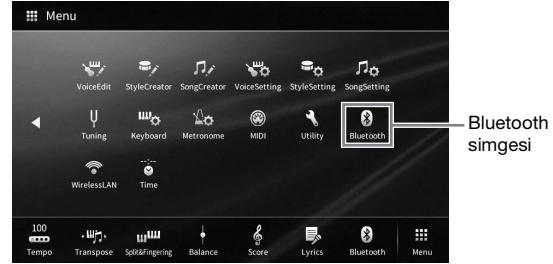 Menu
VoiceEdit StyleCreator SongCreator VoiceSetting StyleSetting SongSetting
Tuning Keyboard Metronome MIDI Utility Bluetooth
Bluetooth
simgesi
WirelessLAN Time
100
Tempo Transpose Split&Fingering Balance Score Lyrics Bluetooth Menu